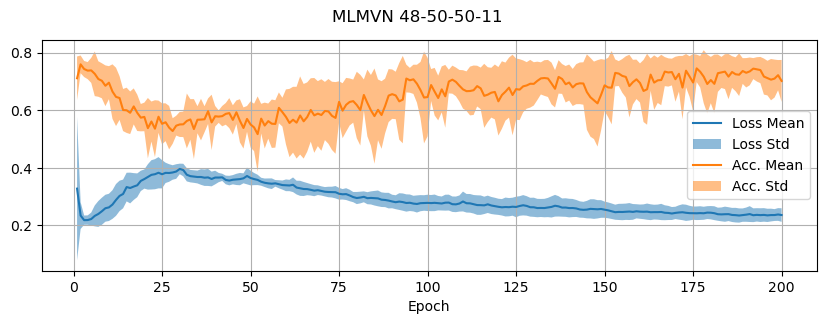 MLMVN 48-50-50-11
0.8
0.6
0.4
0.2
Loss Mean
Loss Std
Acc. Mean
Acc. Std
0 25 50 75 100 125 150 175 200
Epoch